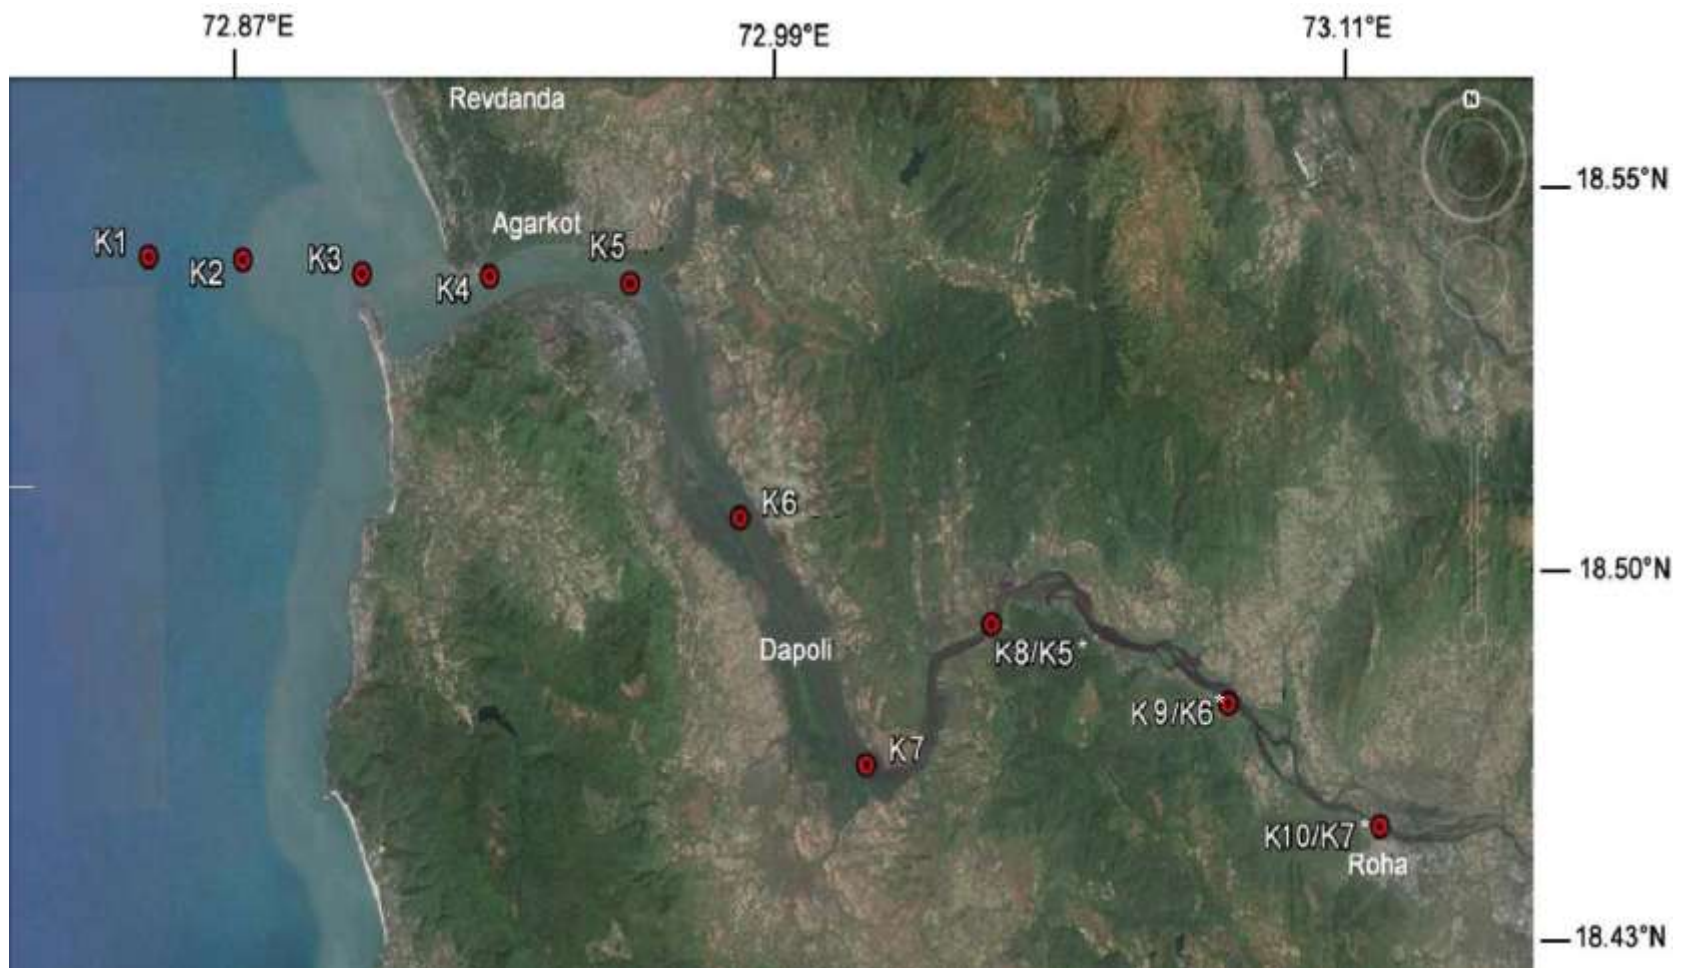 72.87°E
72.99°E
73.11°E
Revdanda
N
18.55°N
Agarkot
K1
K2
K3
K4
K5
K6
18.50°N
Dapoli
K8/K5*
K9/K6*
K7
K10/K7*
Roha
18.43°N